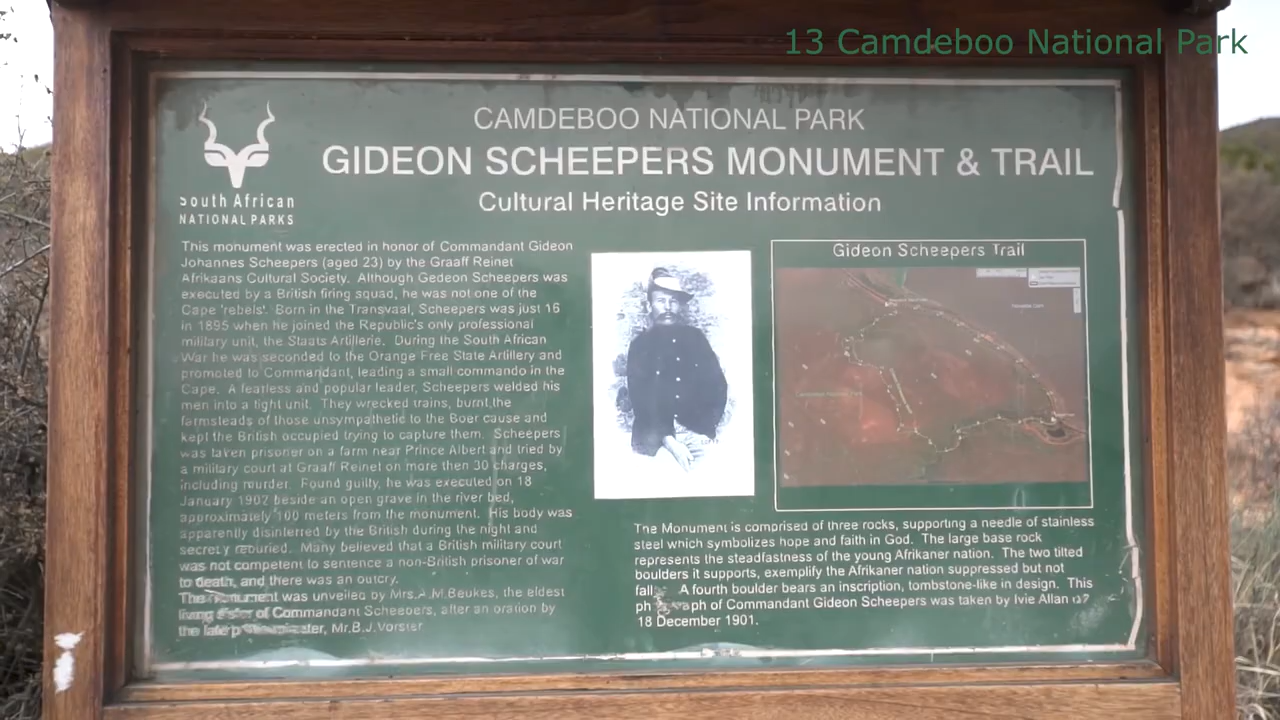 13 Camdeboo National Park
CAMDEBOO NATIONAL PARK
GIDEON SCHEEPERS MONUMENT & TRAIL
Cultural Heritage Site Information
South African
NATIONAL PARKS
This monument was erected in honor of Commandant Gideon
Johannes Scheepers (aged 23) by the Graaff Reinet
Afrikaans Cultural Society. Although Gedeon Scheepers was
executed by a British firing squad, he was not one of the
Cape 'rebels'. Born in the Transvaal, Scheepers was just 16
in 1895 when he joined the Republic's only professional
military unit, the Staats Artillerie. During the South African
War he was seconded to the Orange Free State Artillery and
promoted to Commandant, leading a small commando in the
Cape. A fearless and popular leader, Scheepers welded his
men into a tight unit. They wrecked trains, burnt the
farmsteads of those unsympathetic to the Boer cause and
kept the British occupied trying to capture them. Scheepers
was taken prisoner on a farm near Prince Albert and tried by
a military court at Graaff Reinet on more then 30 charges,
including murder. Found guilty, he was executed on 18
January 1902 beside an open grave in the river bed,
approximately 100 meters from the monument. His body was
apparently disinterred by the British during the night and
secretly reburied. Many believed that a British military court
was not competent to sentence a non-British prisoner of war
to death, and there was an outcry.
The monument was unveiled by Mrs.A.M.Beukes, the eldest
living sister of Commandant Scheepers, after an oration by
the late Mr.B.J.Vorster
Gideon Scheepers Trail
The Monument is comprised of three rocks, supporting a needle of stainless
steel which symbolizes hope and faith in God. The large base rock
represents the steadfastness of the young Afrikaner nation. The two tilted
boulders it supports, exemplify the Afrikaner nation suppressed but not
A fourth boulder bears an inscription, tombstone-like in design. This
of Commandant Gideon Scheepers was taken by Ivie Allan
18 December 1901.